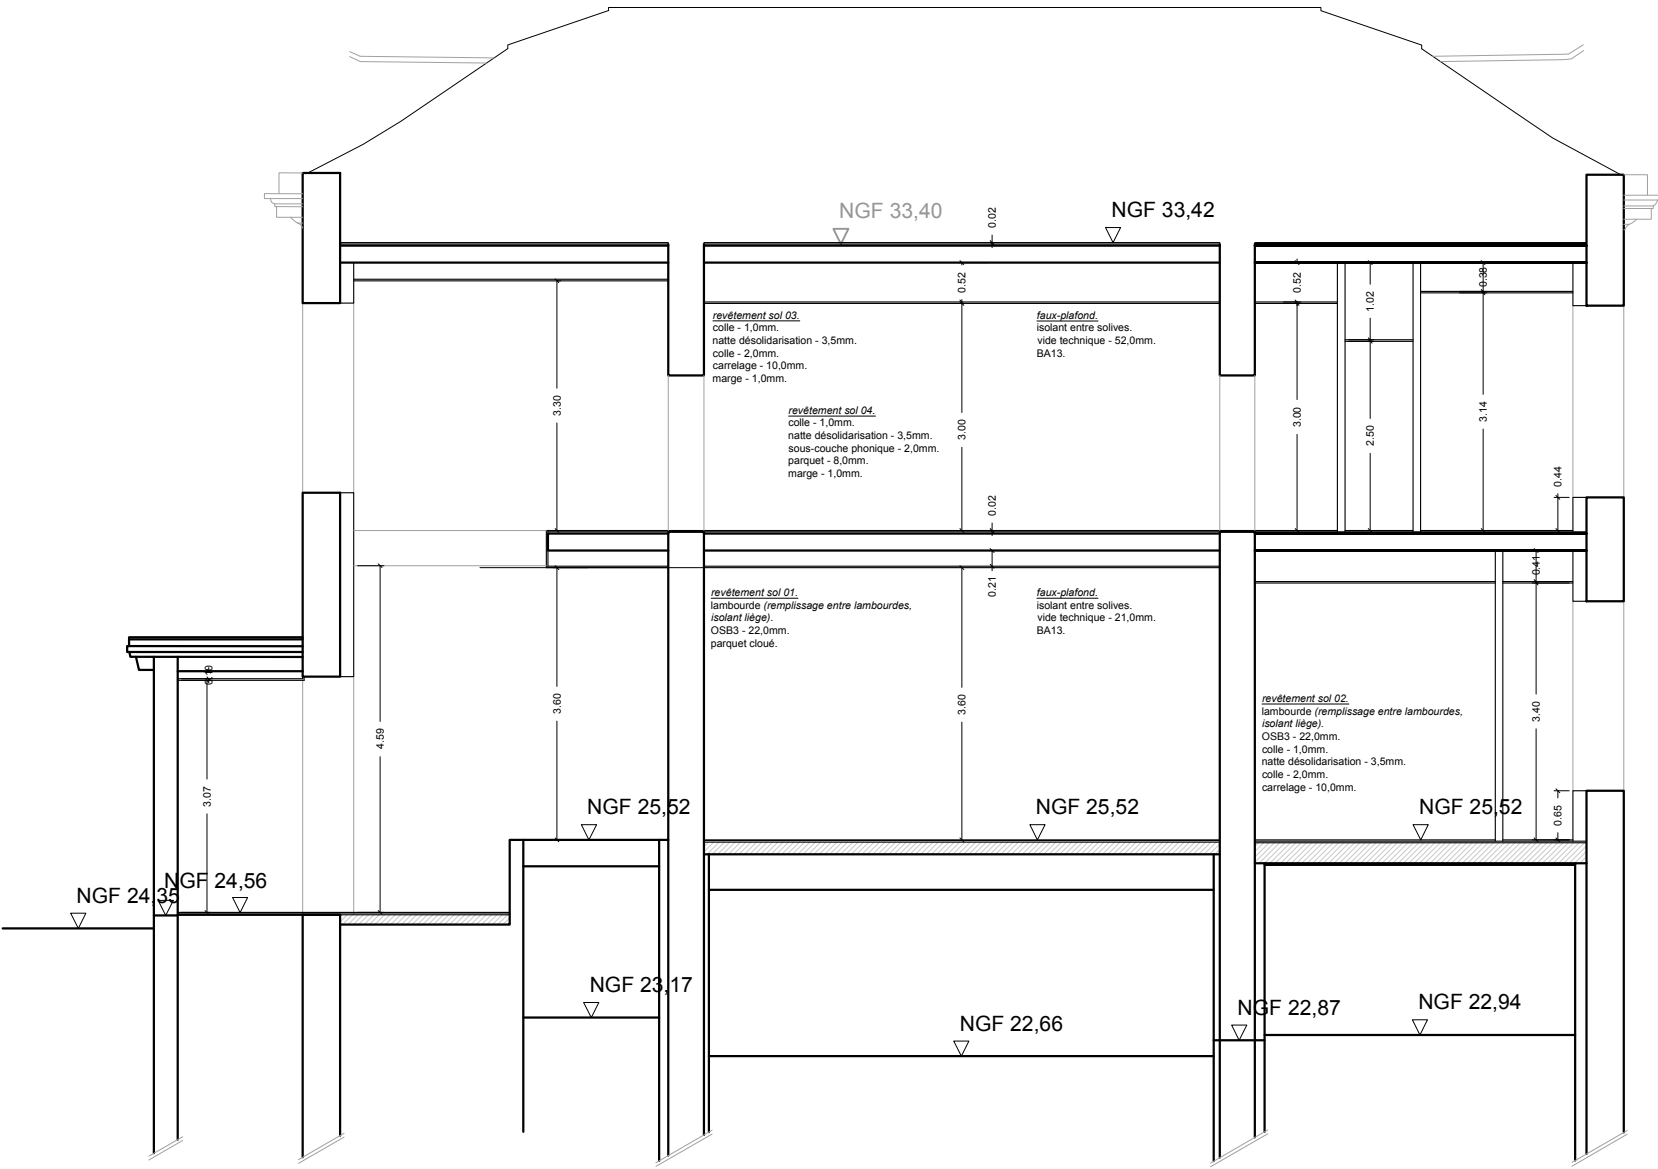 NGF 33,40
NGF 33,42
0.02
0.52
0.52
1.02
0.38
revêtement sol 03.
colle - 1,0mm.
natte désolidarisation - 3,5mm.
colle - 2,0mm.
carrelage - 10,0mm.
marge - 1,0mm.
faux-plafond.
isolant entre solives.
vide technique - 52,0mm.
BA13.
3.30
revêtement sol 04.
colle - 1,0mm.
natte désolidarisation - 3,5mm.
sous-couche phonique - 2,0mm.
parquet - 8,0mm.
marge - 1,0mm.
3.00
3.00
2.50
3.14
0.44
0.02
0.21
0.41
revêtement sol 01.
lambourde (remplissage entre lambourdes,
isolant liège).
OSB3 - 22,0mm.
parquet cloué.
faux-plafond.
isolant entre solives.
vide technique - 21,0mm.
BA13.
4.59
3.60
3.60
3.40
revêtement sol 02.
lambourde (remplissage entre lambourdes,
isolant liège).
OSB3 - 22,0mm.
colle - 1,0mm.
natte désolidarisation - 3,5mm.
colle - 2,0mm.
carrelage - 10,0mm.
3.07
0.65
NGF 25,52
NGF 25,52
NGF 25,52
NGF 24,35
NGF 24,56
NGF 23,17
NGF 22,66
NGF 22,87
NGF 22,94